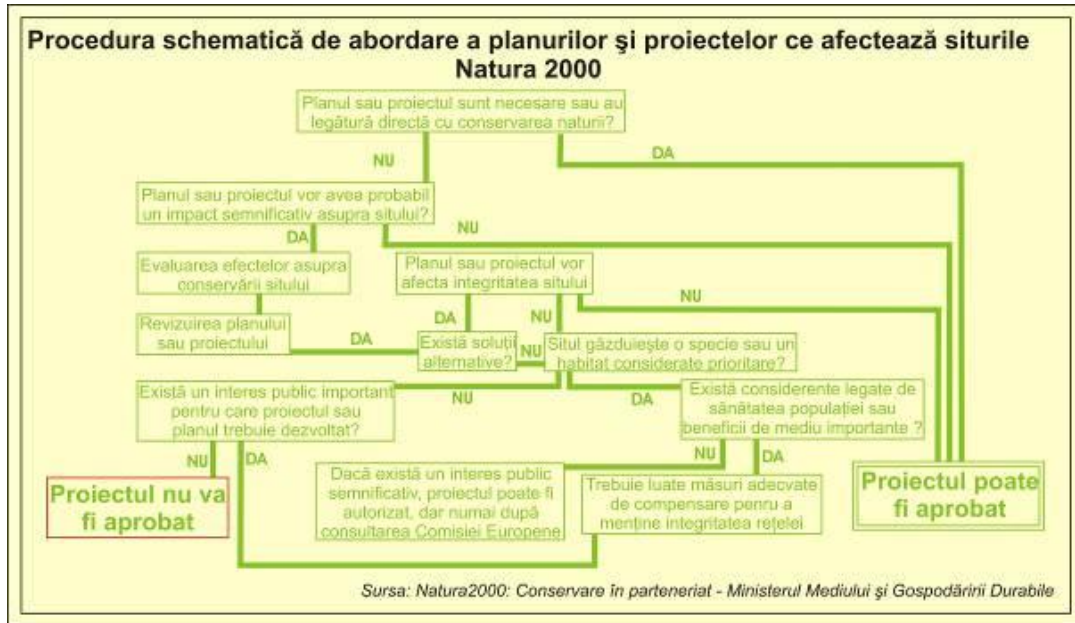 Procedura schematică de abordare a planurilor şi proiectelor ce afectează siturile
Natura 2000
Planul sau proiectul sunt necesare sau au
legătură directă cu conservarea naturii?
NU
DA
Planul sau proiectul vor avea probabil
un impact semnificativ asupra sitului?
DA
NU
Evaluarea efectelor asupra
conservării sitului
Planul sau proiectul vor
afecta integritatea sitului
NU
Revizuirea planului
sau proiectului
DA
DA
NU
Există soluţii
alternative?
NU
Situl găzduieşte o specie sau un
habitat considerate prioritare?
Există un interes public important
pentru care proiectul sau
planul trebuie dezvoltat?
NU
DA
Există considerente legate de
sănătatea populaţiei sau
beneficii de mediu importante ?
NU
DA
NU
DA
Proiectul nu va
fi aprobat
Dacă există un interes public
semnificativ, proiectul poate fi
autorizat, dar numai după
consultarea Comisiei Europene
Trebuie luate măsuri adecvate
de compensare penru a
menţine integritatea reţelei
Proiectul poate
fi aprobat
Sursa: Natura2000: Conservare în parteneriat - Ministerul Mediului şi Gospodăririi Durabile